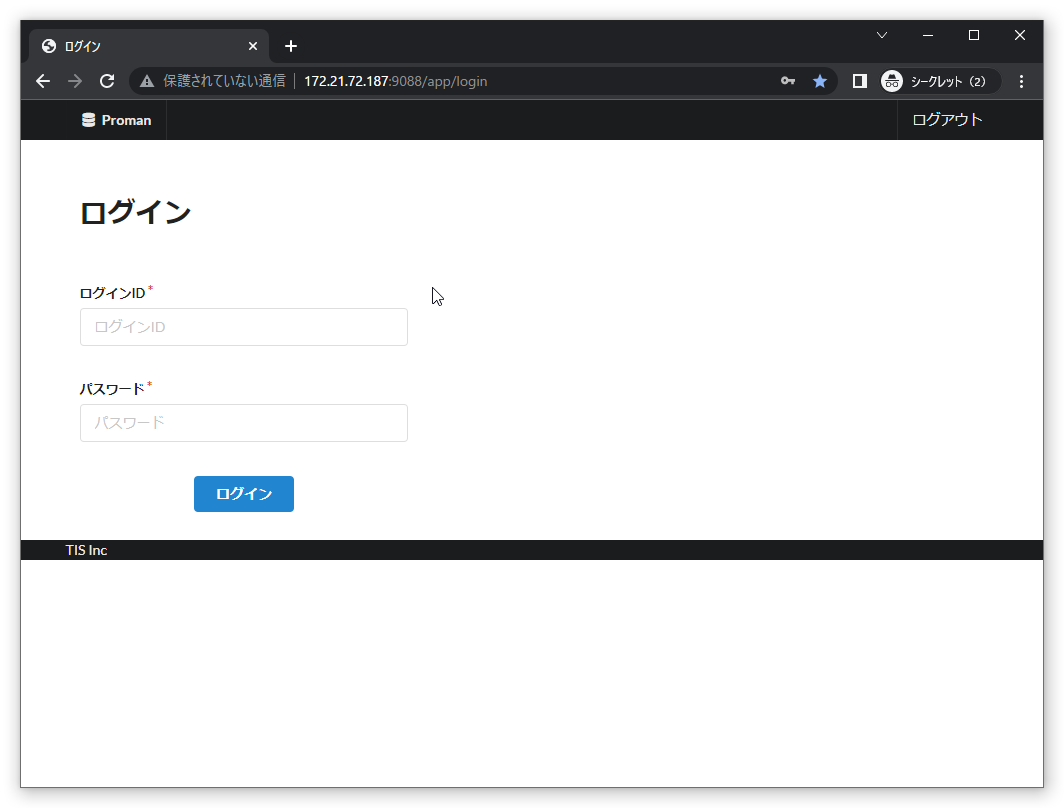 ログイン
保護されていない通信 | 172.21.72.187:9088/app/login シークレット (2)
Proman ログアウト
ログイン
ログインID *
ログインID
パスワード *
パスワード
ログイン
TIS Inc